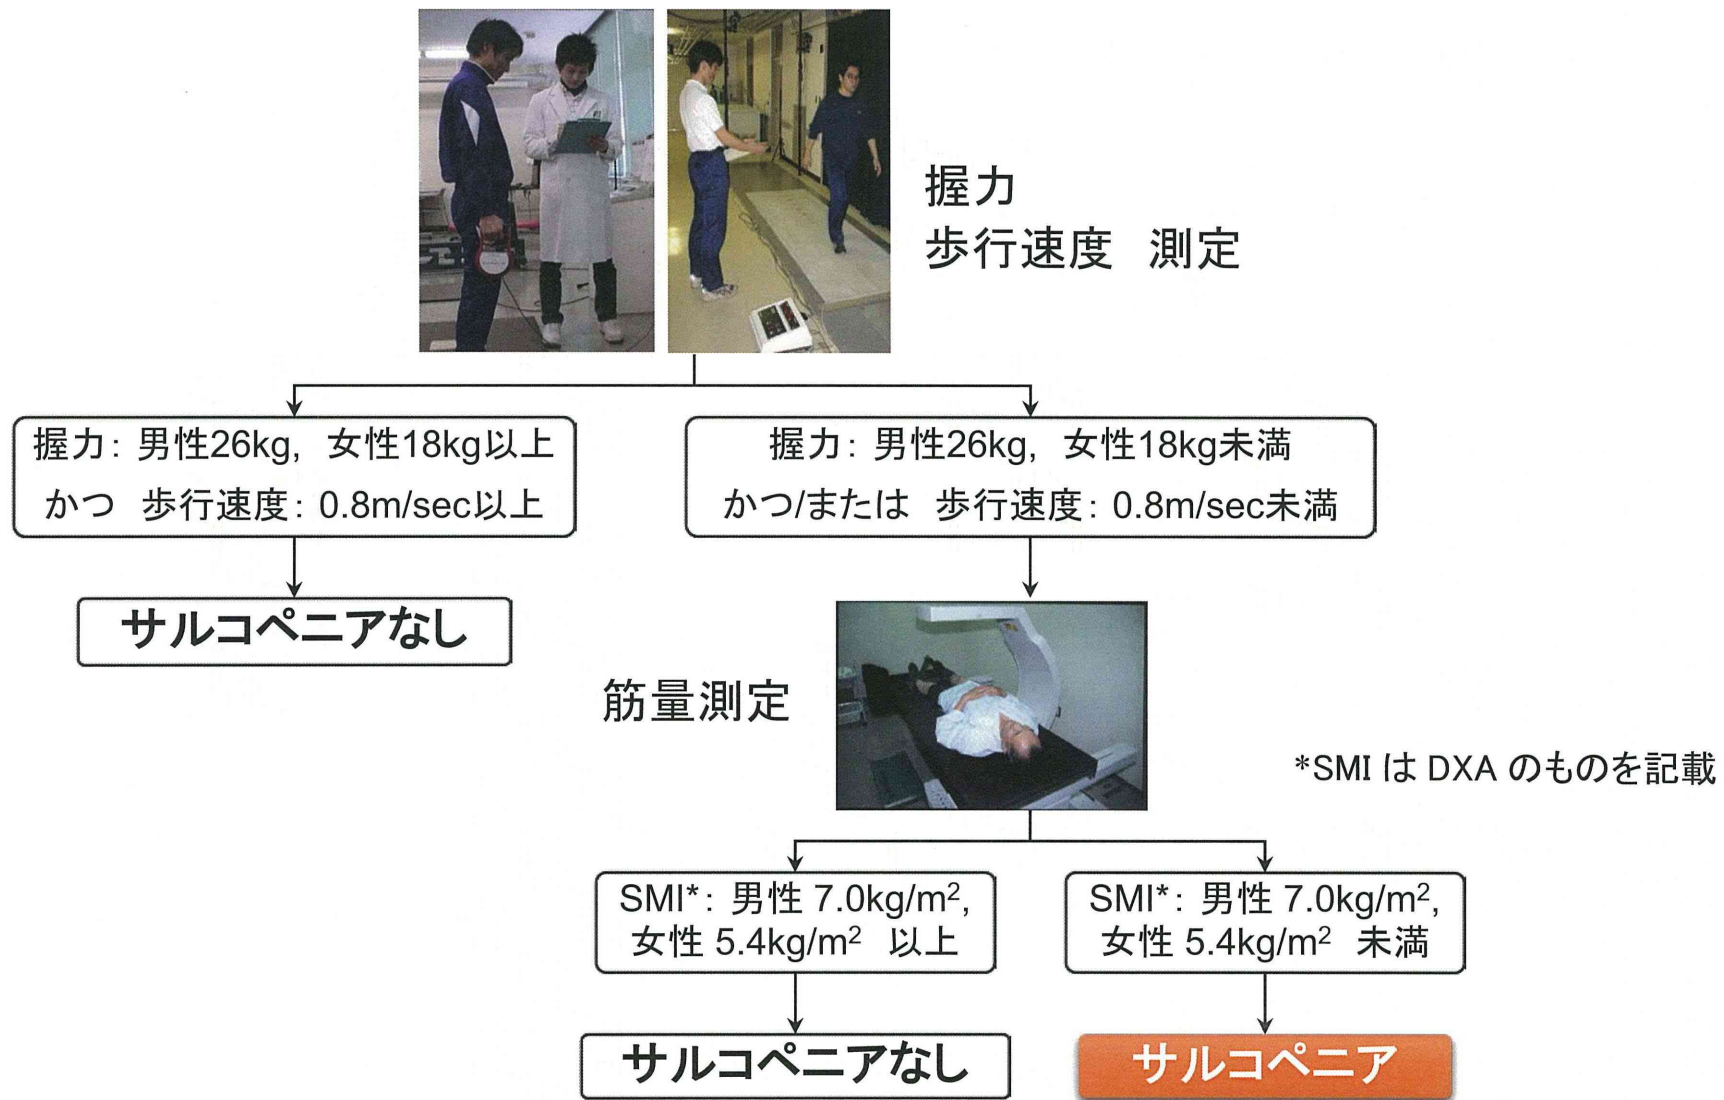 握力
歩行速度　測定
握力：男性26kg,　女性18kg以上
かつ　歩行速度：0.8m/sec以上
握力：男性26kg,　女性18kg未満
かつ/または　歩行速度：0.8m/sec未満
サルコペニアなし
筋量測定
*SMI は DXA のものを記載
SMI*：男性 7.0kg/m²,
女性 5.4kg/m²　以上
SMI*：男性 7.0kg/m²,
女性 5.4kg/m²　未満
サルコペニアなし
サルコペニア